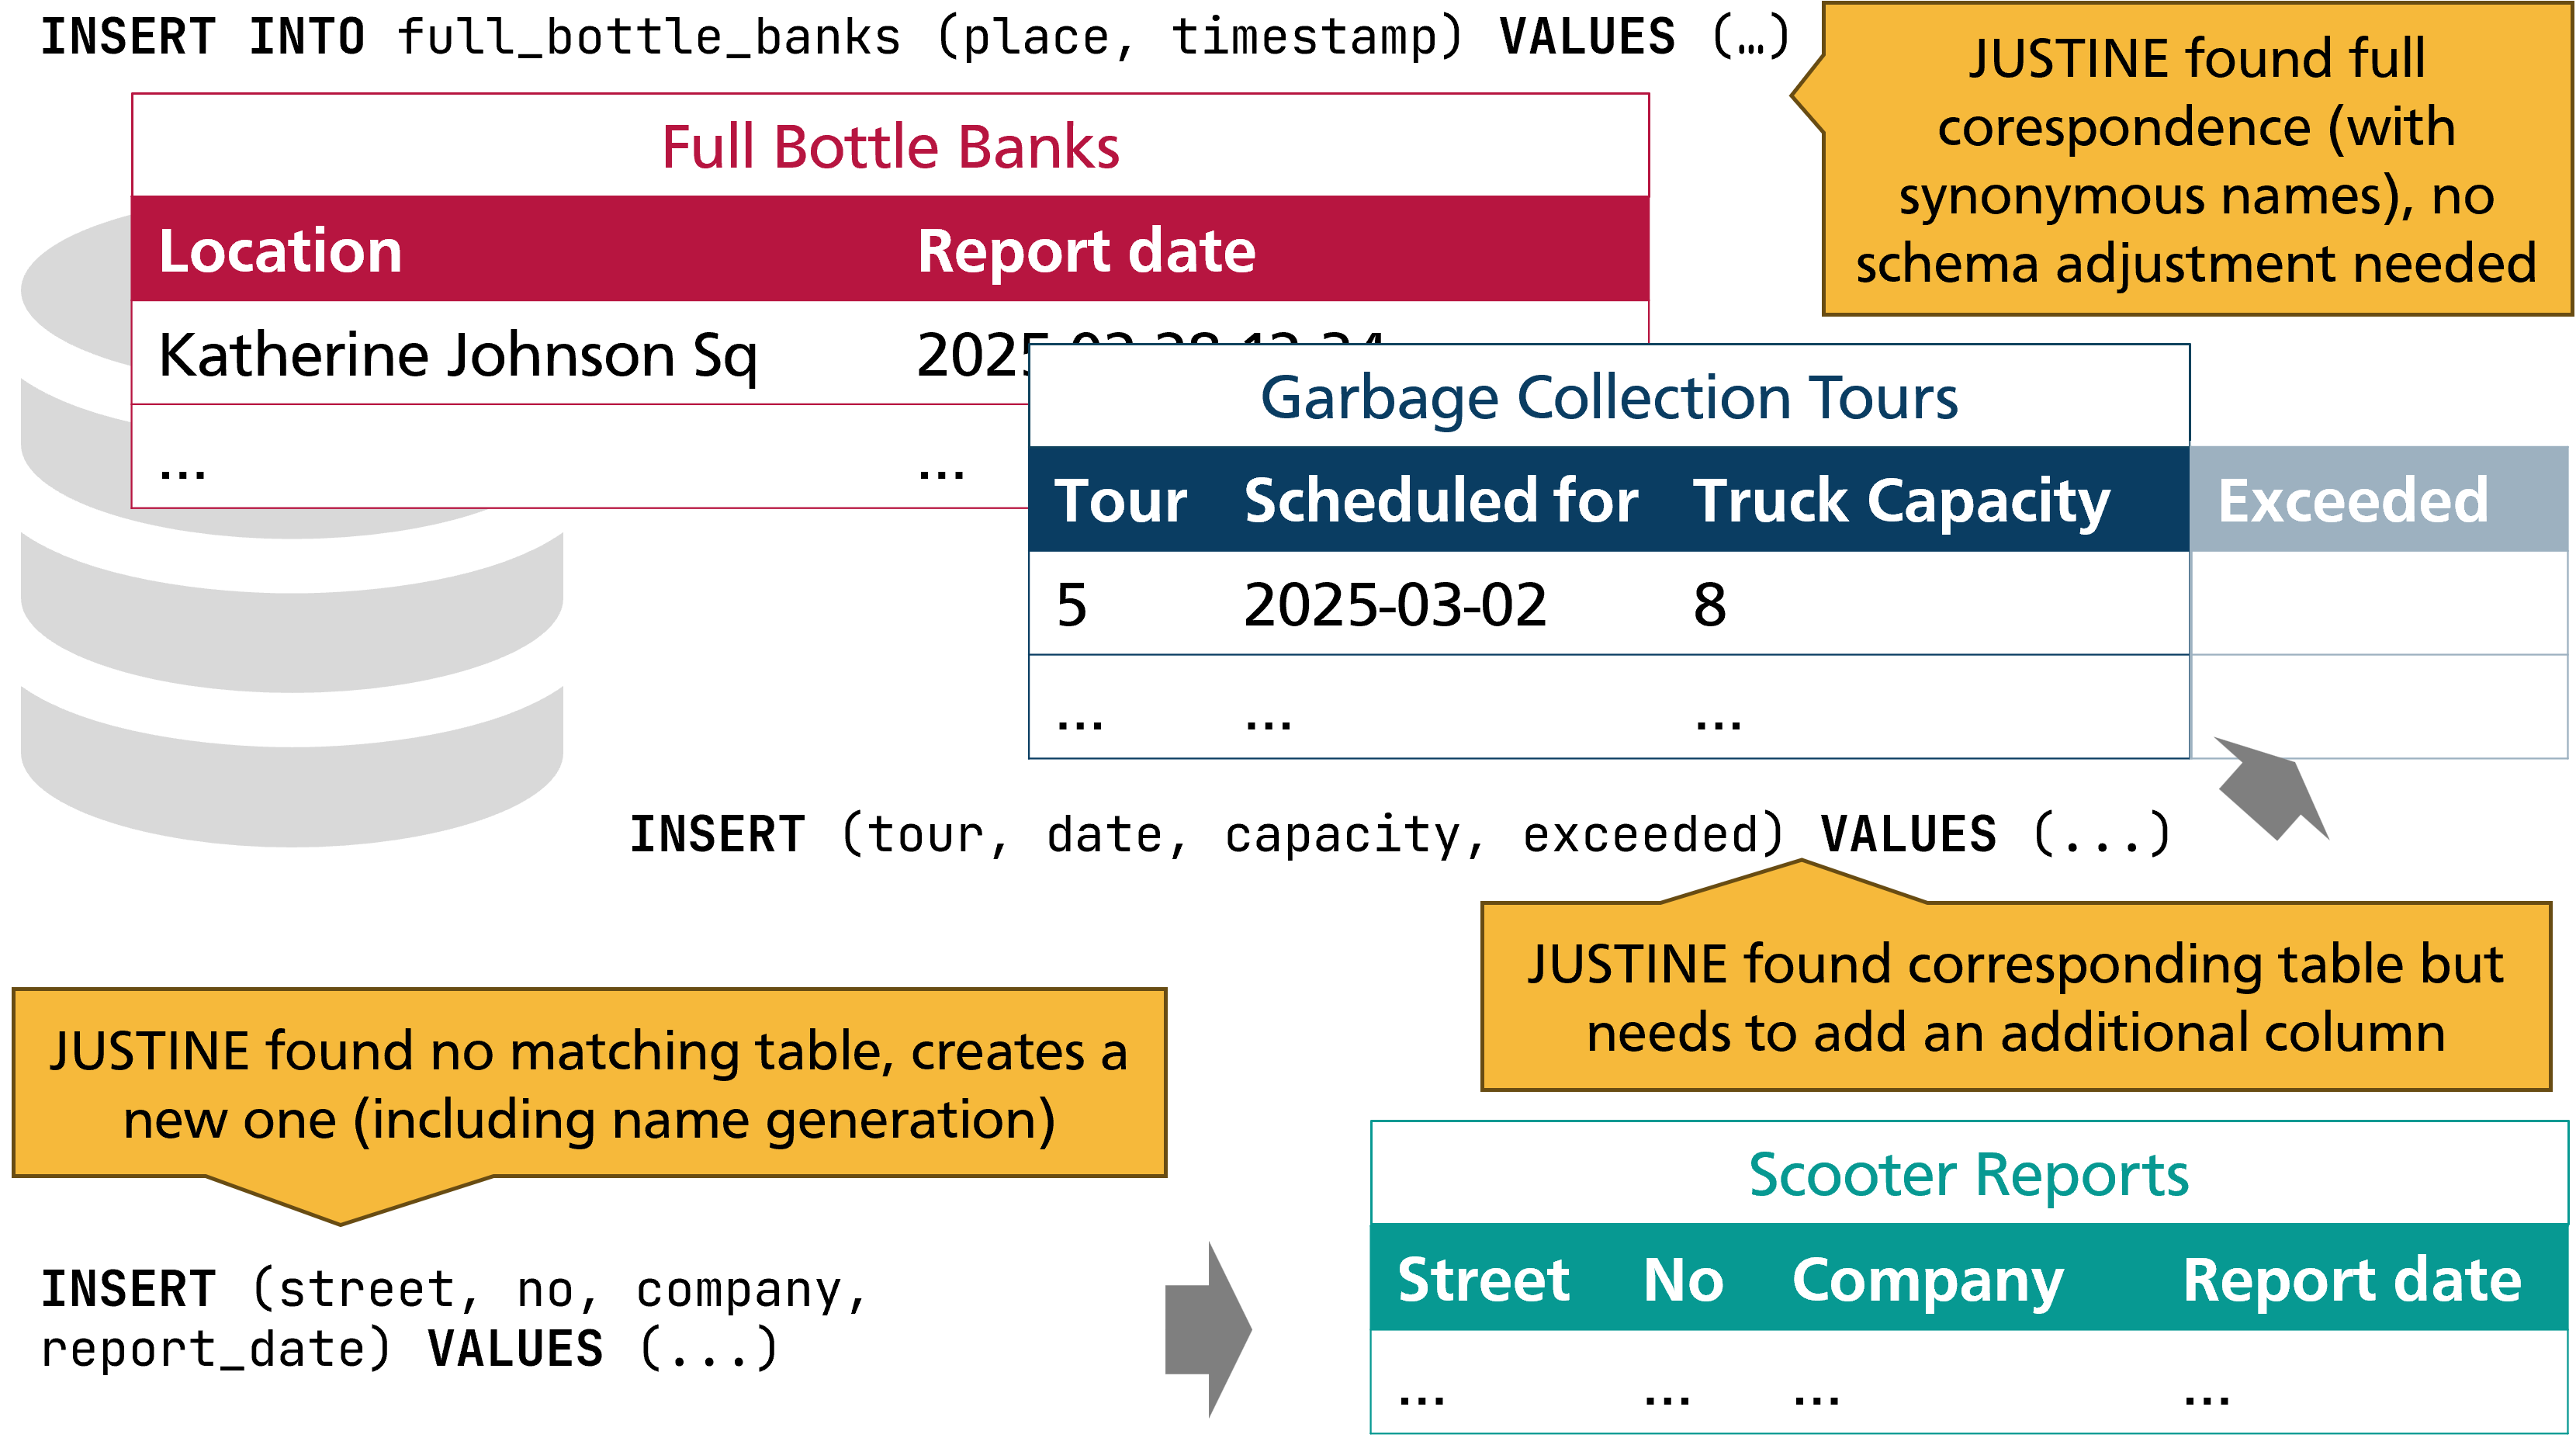 INSERT INTO full_bottle_banks (place, timestamp) VALUES (…)
JUSTINE found full
corespondence (with
synonymous names), no
schema adjustment needed
Full Bottle Banks
Location Report date
Katherine Johnson Sq 2025-02-28 12:34
... ...
Garbage Collection Tours
Tour Scheduled for Truck Capacity Exceeded
5 2025-03-02 8
... ... ...
INSERT (tour, date, capacity, exceeded) VALUES (...)
JUSTINE found corresponding table but
needs to add an additional column
JUSTINE found no matching table, creates a
new one (including name generation)
INSERT (street, no, company,
report_date) VALUES (...)
Scooter Reports
Street No Company Report date
... ... ... ...